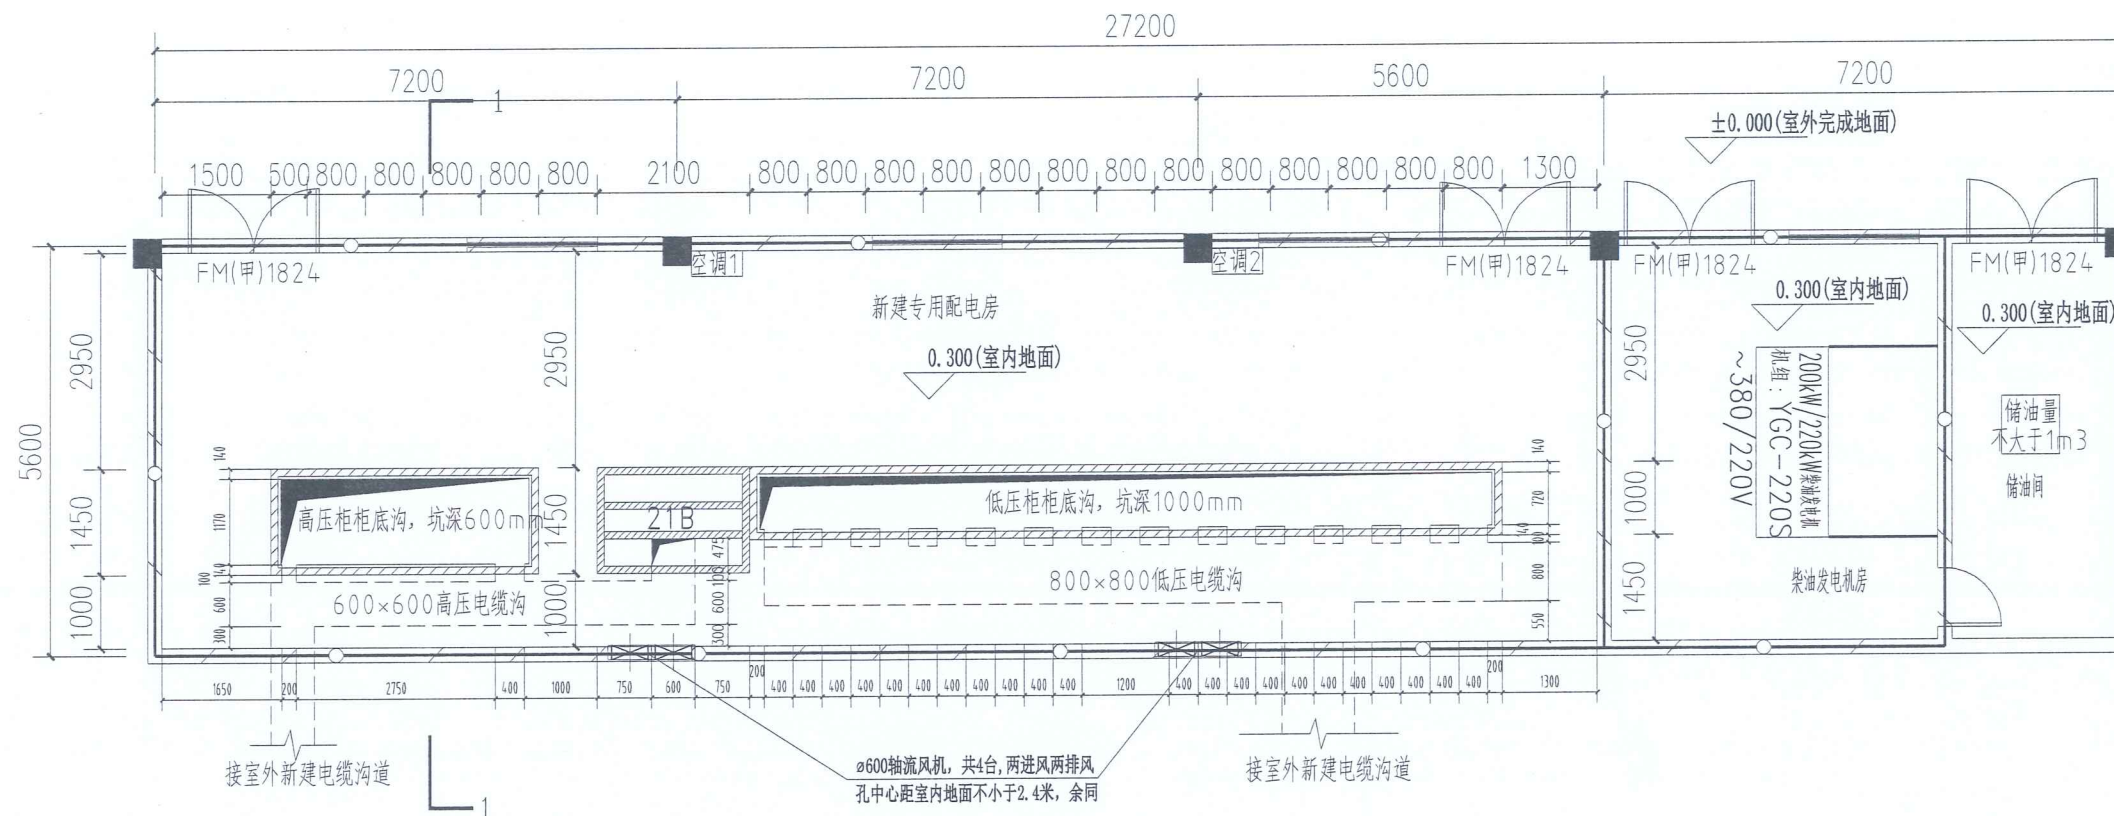 27200
7200 7200 5600 7200
1
±0.000(室外完成地面)
1500 500 800 800 800 800 800 2100 800 800 800 800 800 800 800 800 800 800 800 800 800 1300
FM(甲)1824 空调1 空调2 FM(甲)1824 FM(甲)1824 FM(甲)1824
新建专用配电房
0.300(室内地面)
0.300(室内地面)
0.300(室内地面)
5600
2950
1450
1000
2950
1450
1000
2950
1000
1450
200kW/220kW柴油发电机
机组: YGC-220S
~380/220V
储油量
不大于1m3
储油间
柴油发电机房
140
1170
140
100
600
300
高压柜柜底沟, 坑深600mm
21B
低压柜柜底沟, 坑深1000mm
475
100
600
300
140
720
140
100
800
550
600×600高压电缆沟
800×800低压电缆沟
1650 200 2750 400 1000 750 600 750 200 400 400 400 400 400 400 400 400 400 400 400 1200 400 400 400 400 400 400 400 400 400 400 400 200 1300
接室外新建电缆沟道
ø600轴流风机, 共4台, 两进风两排风
孔中心距室内地面不小于2.4米, 余同
接室外新建电缆沟道
1